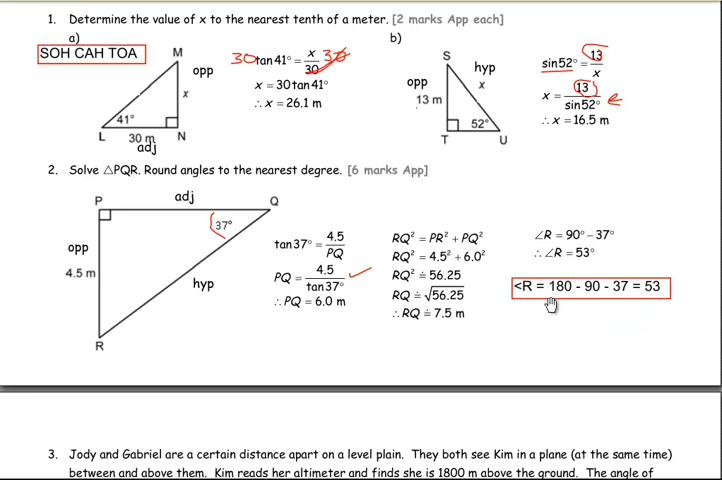 1. Determine the value of x to the nearest tenth of a meter. [2 marks App each]
a)
SOH CAH TOA
M
opp
x
41°
L
30 m
N
adj
30 tan 41° = x/30 30
x = 30 tan 41°
∴ x = 26.1 m
b)
S
hyp
opp
x
13 m
52°
T
U
sin 52° = 13/x
x = 13/sin 52°
∴ x = 16.5 m
2. Solve △PQR. Round angles to the nearest degree. [6 marks App]
P
adj
Q
37°
opp
4.5 m
hyp
R
tan 37° = 4.5/PQ
PQ = 4.5/tan 37°
∴ PQ = 6.0 m
RQ² = PR² + PQ²
RQ² = 4.5² + 6.0²
RQ² ≐ 56.25
RQ ≐ √56.25
∴ RQ ≐ 7.5 m
∠R = 90° – 37°
∴ ∠R = 53°
<R = 180 - 90 - 37 = 53
3. Jody and Gabriel are a certain distance apart on a level plain. They both see Kim in a plane (at the same time)
between and above them. Kim reads her altimeter and finds she is 1800 m above the ground. The angle of